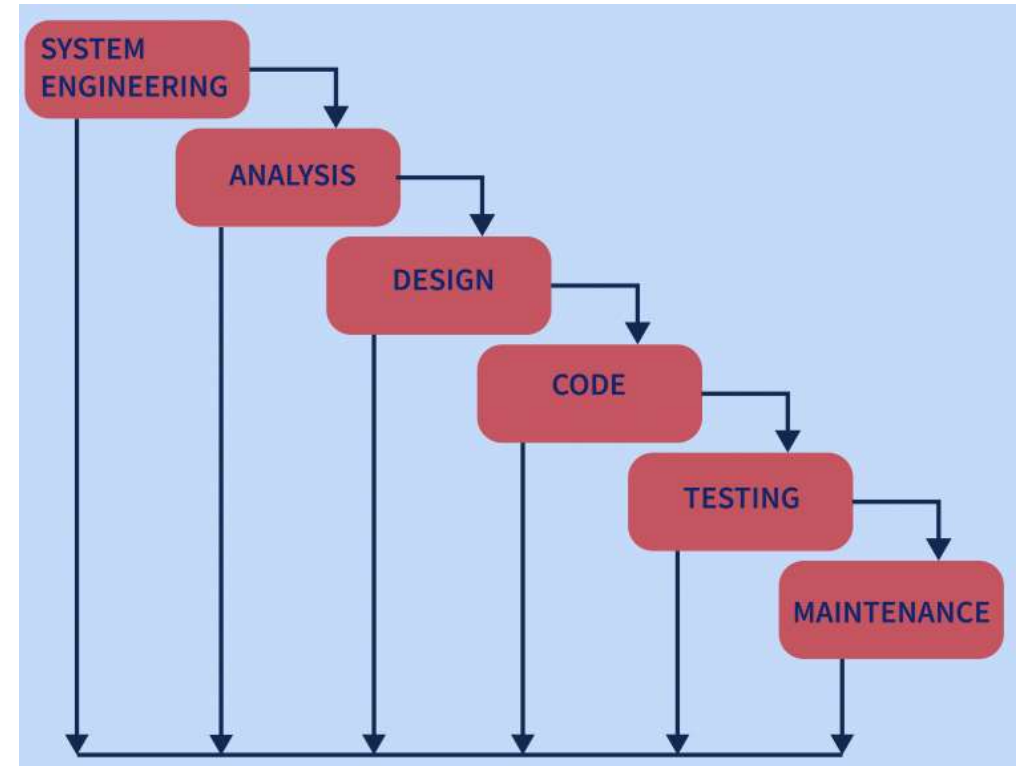 SYSTEM
ENGINEERING
ANALYSIS
DESIGN
CODE
TESTING
MAINTENANCE